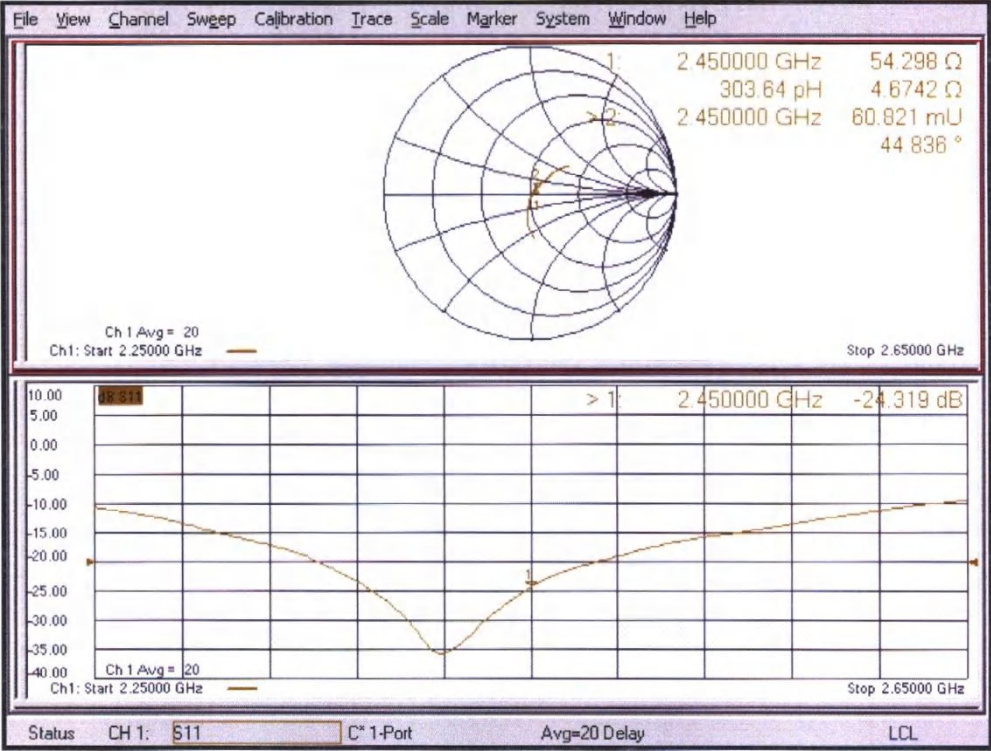 File View Channel Sweep Calibration Trace Scale Marker System Window Help
1: 2.450000 GHz 54.298 Ω
303.64 pH 4.6742 Ω
> 2: 2.450000 GHz 60.821 mU
44.836 °
2
1
Ch 1 Avg = 20
Ch1: Start 2.25000 GHz
Stop 2.65000 GHz
10.00
dB S11
> 1: 2.450000 GHz -24.319 dB
5.00
0.00
-5.00
-10.00
-15.00
-20.00
1
-25.00
-30.00
-35.00
-40.00
Ch 1 Avg = 20
Ch1: Start 2.25000 GHz
Stop 2.65000 GHz
Status CH 1: S11 C* 1-Port Avg=20 Delay LCL